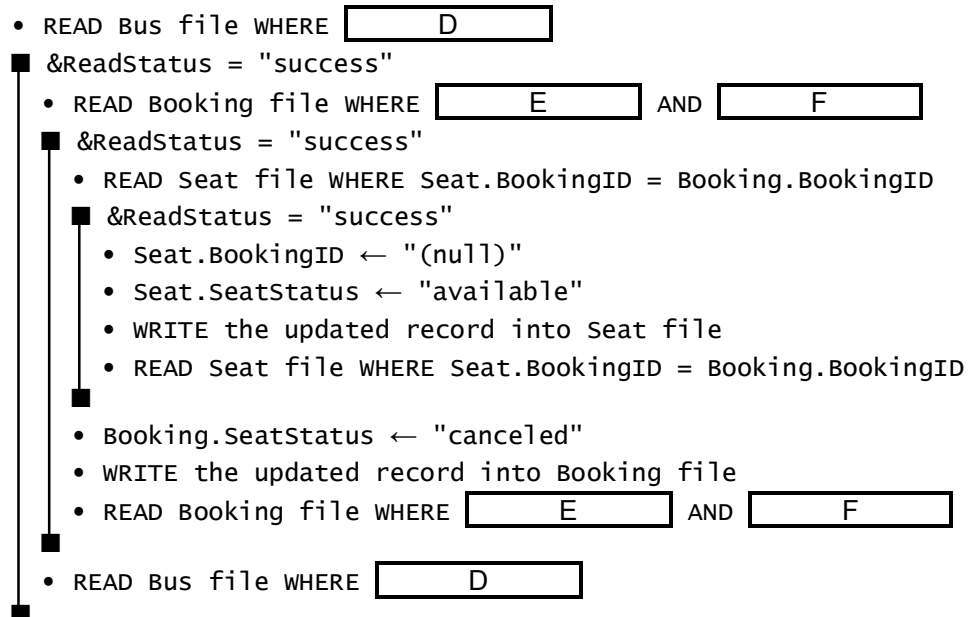 • READ Bus file WHERE D
■ &ReadStatus = "success"
• READ Booking file WHERE E AND F
■ &ReadStatus = "success"
• READ Seat file WHERE Seat.BookingID = Booking.BookingID
■ &ReadStatus = "success"
• Seat.BookingID ← "(null)"
• Seat.SeatStatus ← "available"
• WRITE the updated record into Seat file
• READ Seat file WHERE Seat.BookingID = Booking.BookingID
• Booking.SeatStatus ← "canceled"
• WRITE the updated record into Booking file
• READ Booking file WHERE E AND F
• READ Bus file WHERE D